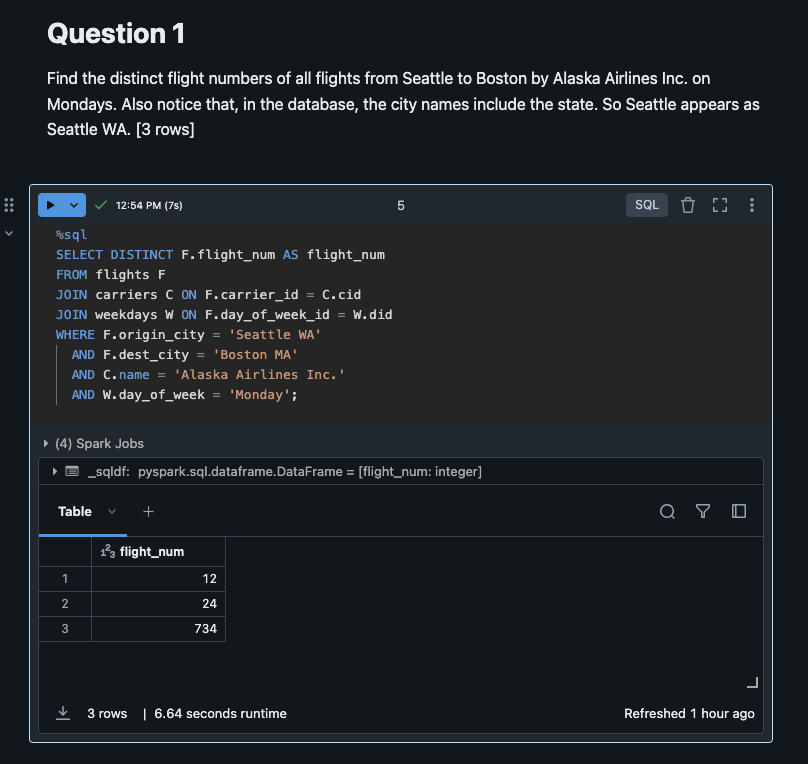 Question 1
Find the distinct flight numbers of all flights from Seattle to Boston by Alaska Airlines Inc. on
Mondays. Also notice that, in the database, the city names include the state. So Seattle appears as
Seattle WA. [3 rows]
12:54 PM (7s)
5
SQL
%sql
SELECT DISTINCT F.flight_num AS flight_num
FROM flights F
JOIN carriers C ON F.carrier_id = C.cid
JOIN weekdays W ON F.day_of_week_id = W.did
WHERE F.origin_city = 'Seattle WA'
AND F.dest_city = 'Boston MA'
AND C.name = 'Alaska Airlines Inc.'
AND W.day_of_week = 'Monday';
(4) Spark Jobs
_sqldf: pyspark.sql.dataframe.DataFrame = [flight_num: integer]
Table +
123 flight_num
1 12
2 24
3 734
3 rows | 6.64 seconds runtime
Refreshed 1 hour ago